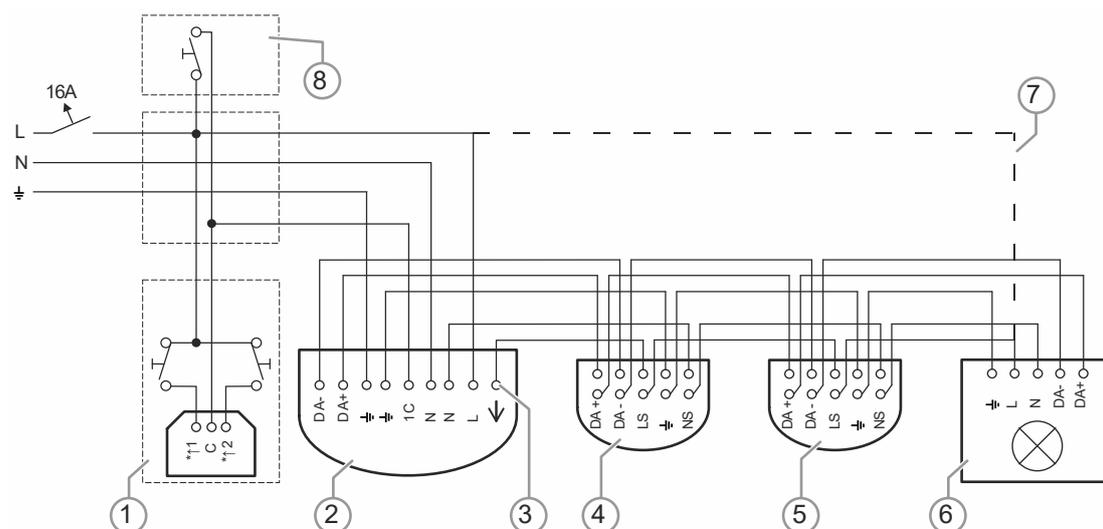 8
16A
7
L
N
⏚
DA- DA+ ⏚ ⏚ 1C N N L ↓
DA+ DA- LS ⏚ NS
DA+ DA- LS ⏚ NS
⏚ L N DA- DA+
*↑1 C *↑2
1 2 3 4 5 6